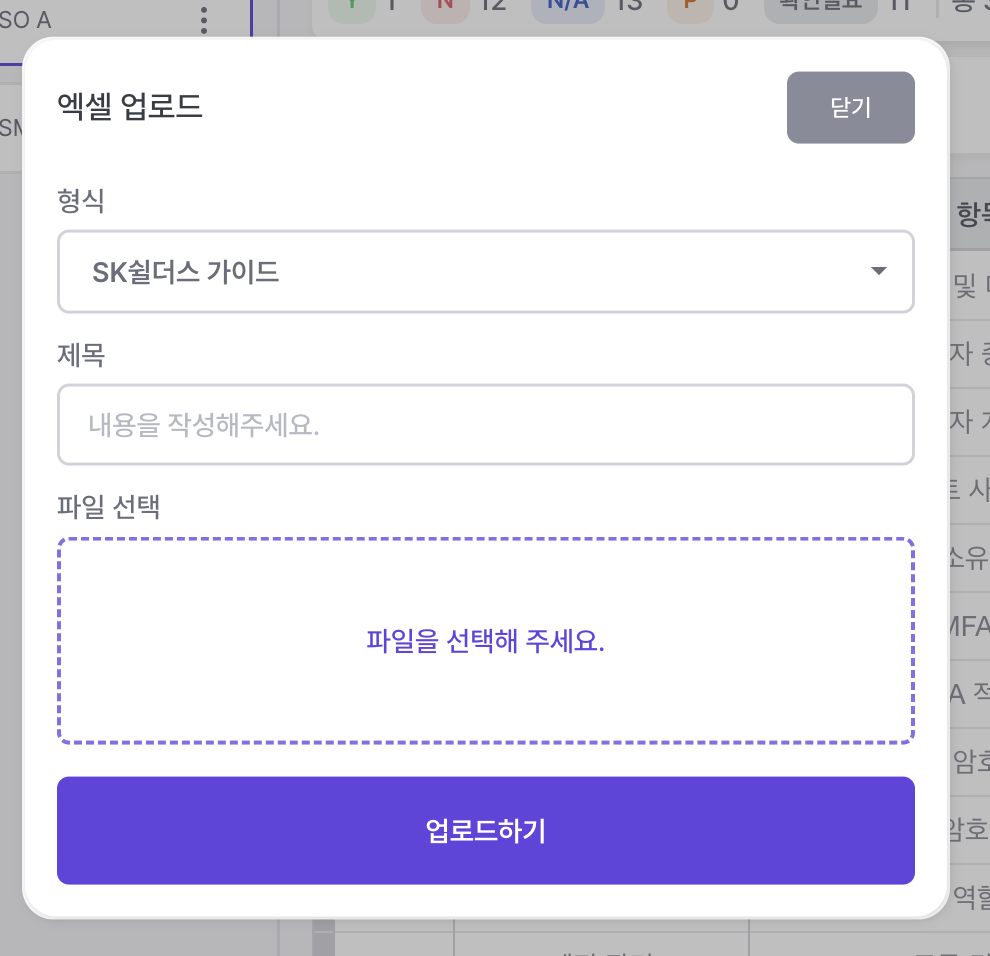 SO A
Y 1 N 12 N/A 13 P 0 확인필요 11
엑셀 업로드
닫기
형식
SK쉴더스 가이드
제목
내용을 작성해주세요.
파일 선택
파일을 선택해 주세요.
업로드하기
및
자
자
트 사
소유
MFA
A 적
암호
암호
역할